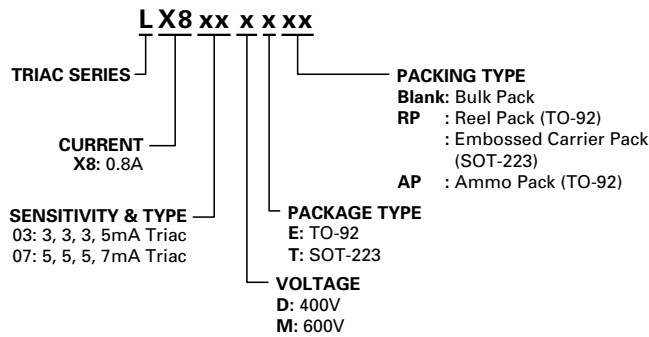 L X8 xx x x xx
TRIAC SERIES
CURRENT
X8: 0.8A
SENSITIVITY & TYPE
03: 3, 3, 3, 5mA Triac
07: 5, 5, 5, 7mA Triac
PACKING TYPE
Blank: Bulk Pack
RP : Reel Pack (TO-92)
: Embossed Carrier Pack
(SOT-223)
AP : Ammo Pack (TO-92)
PACKAGE TYPE
E: TO-92
T: SOT-223
VOLTAGE
D: 400V
M: 600V